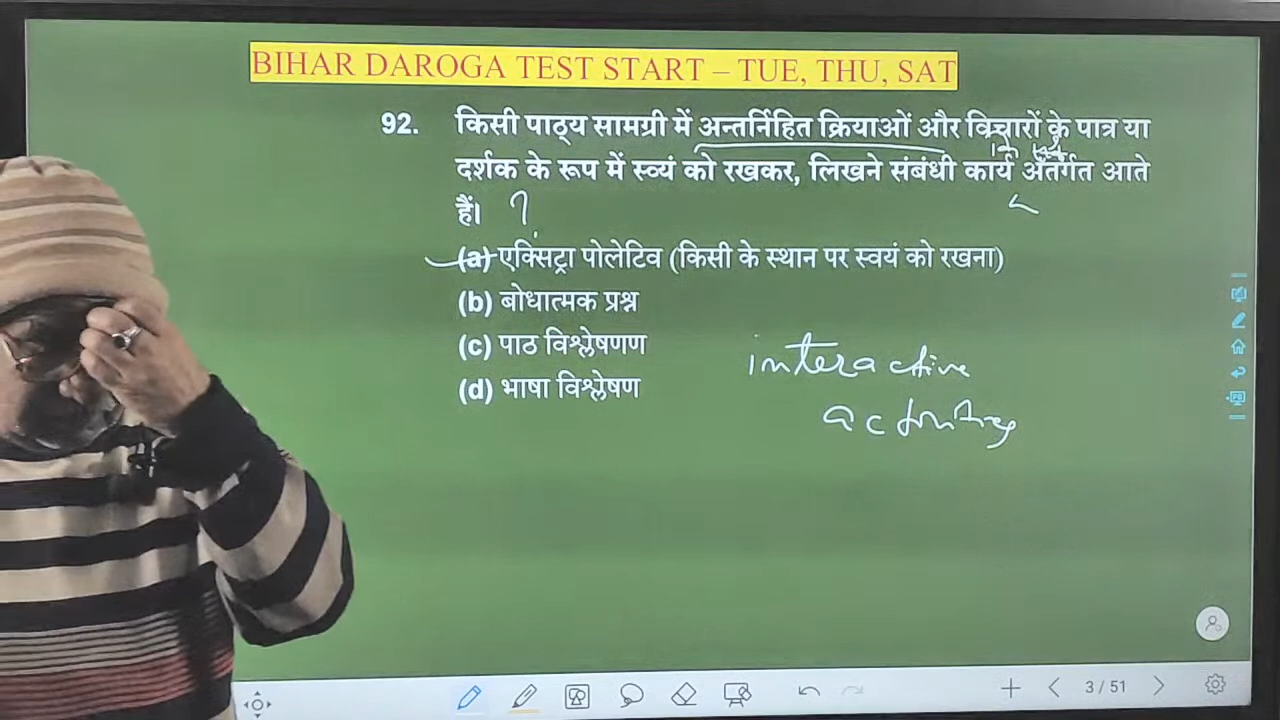 BIHAR DAROGA TEST START – TUE, THU, SAT
92. किसी पाठ्य सामग्री में अन्तर्निहित क्रियाओं और विचारों के पात्र या
दर्शक के रूप में स्व्यं को रखकर, लिखने संबंधी कार्य अंतर्गत आते
हैं। ?
(a) एक्सिट्रा पोलेटिव (किसी के स्थान पर स्वयं को रखना)
(b) बोधात्मक प्रश्न
(c) पाठ विश्लेषणण
(d) भाषा विश्लेषण
interactive
3 / 51